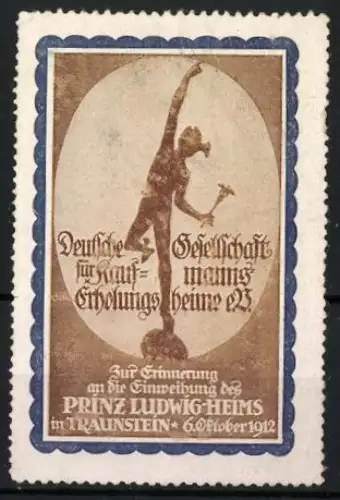 Deutsche Gesellschaft
für Kauf- manns-
Erholungs heime e.V.
Zur Erinnerung
an die Einweihung des
PRINZ LUDWIG-HEIMS
in TRAUNSTEIN * 6. Oktober 1912